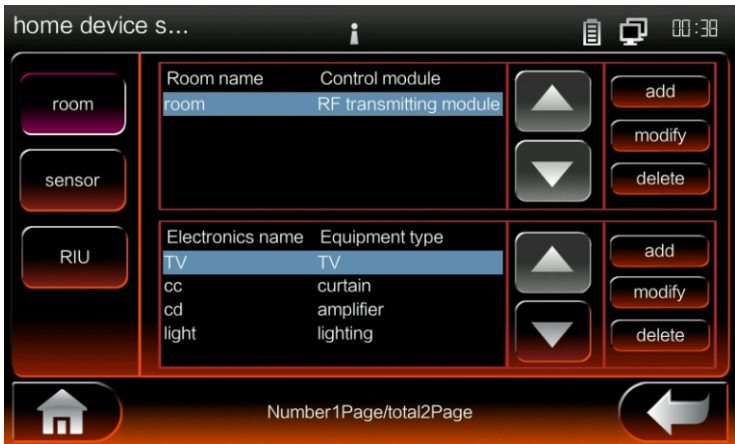 home device s...
00:38
room
sensor
RIU
Room name Control module
room RF transmitting module
add
modify
delete
Electronics name Equipment type
TV TV
cc curtain
cd amplifier
light lighting
add
modify
delete
Number1Page/total2Page